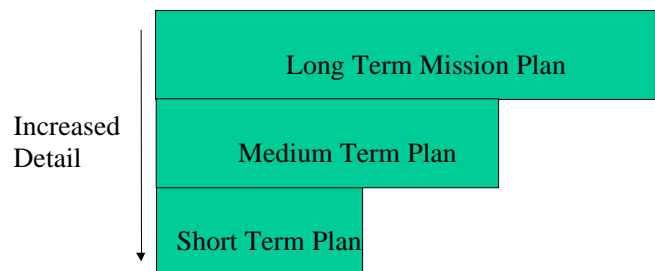 Long Term Mission Plan
Increased
Detail
Medium Term Plan
Short Term Plan